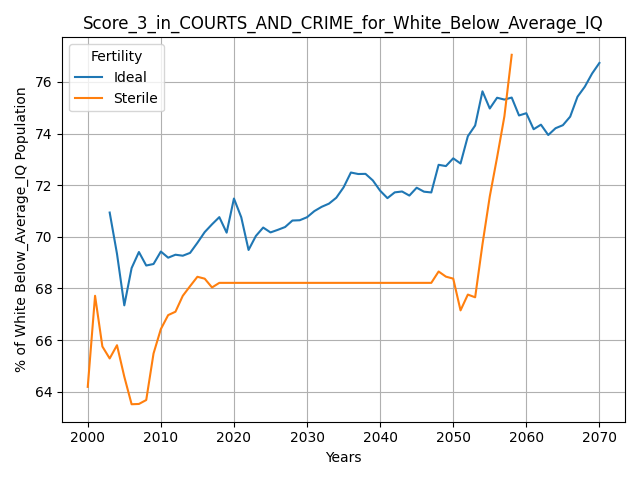 Score_3_in_COURTS_AND_CRIME_for_White_Below_Average_IQ
Fertility
Ideal
Sterile
% of White Below_Average_IQ Population
76
74
72
70
68
66
64
2000 2010 2020 2030 2040 2050 2060 2070
Years